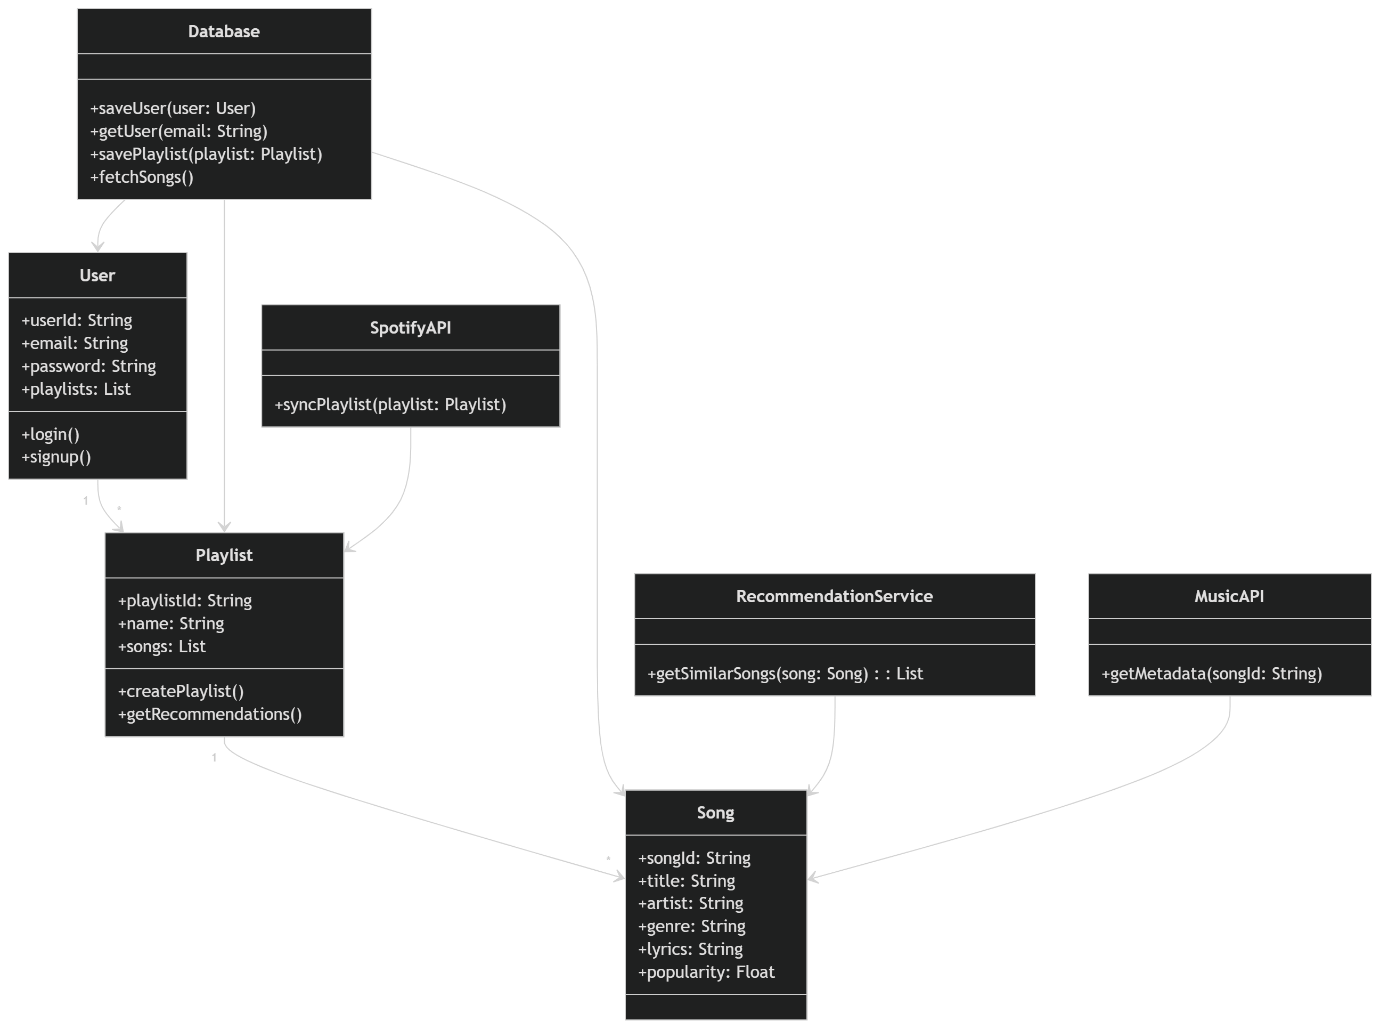 Database
+saveUser(user: User)
+getUser(email: String)
+savePlaylist(playlist: Playlist)
+fetchSongs()
User
+userId: String
+email: String
+password: String
+playlists: List
+login()
+signup()
SpotifyAPI
+syncPlaylist(playlist: Playlist)
1
*
Playlist
+playlistId: String
+name: String
+songs: List
+createPlaylist()
+getRecommendations()
RecommendationService
+getSimilarSongs(song: Song) : : List
MusicAPI
+getMetadata(songId: String)
1
*
Song
+songId: String
+title: String
+artist: String
+genre: String
+lyrics: String
+popularity: Float